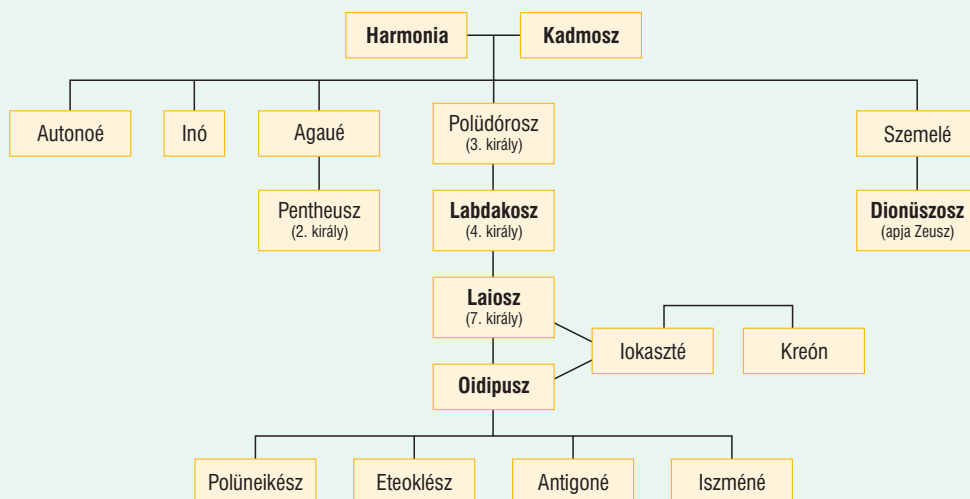 Harmonia
Kadmosz
Autonoé
Inó
Agaué
Polüdórosz
(3. király)
Szemelé
Pentheusz
(2. király)
Labdakosz
(4. király)
Dionüszosz
(apja Zeusz)
Laiosz
(7. király)
Iokaszté
Kreón
Oidipusz
Polüneikész
Eteoklész
Antigoné
Iszméné